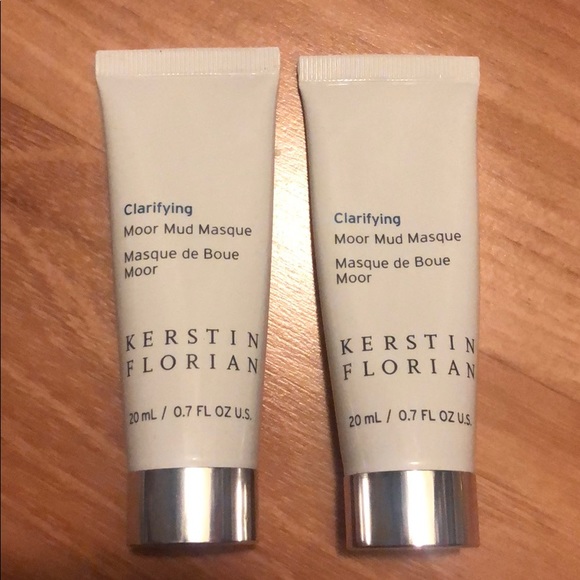 Clarifying
Moor Mud Masque
Masque de Boue
Moor
KERSTIN
FLORIAN
20 mL / 0.7 FL OZ U.S.
Clarifying
Moor Mud Masque
Masque de Boue
Moor
KERSTIN
FLORIAN
20 mL / 0.7 FL OZ U.S.